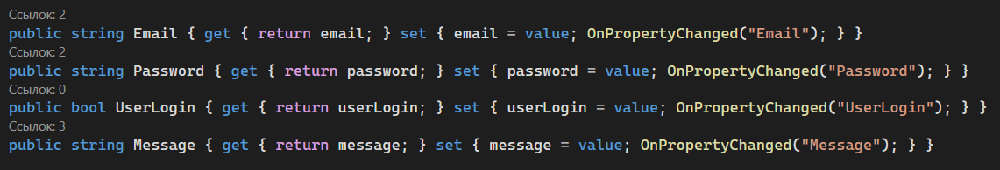 Ссылок: 2
public string Email { get { return email; } set { email = value; OnPropertyChanged("Email"); } }
Ссылок: 2
public string Password { get { return password; } set { password = value; OnPropertyChanged("Password"); } }
Ссылок: 0
public bool UserLogin { get { return userLogin; } set { userLogin = value; OnPropertyChanged("UserLogin"); } }
Ссылок: 3
public string Message { get { return message; } set { message = value; OnPropertyChanged("Message"); } }